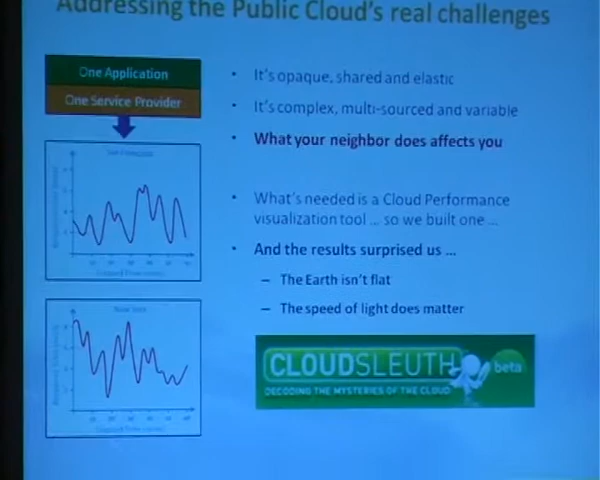 Addressing the Public Cloud's real challenges
One Application
One Service Provider
• It's opaque, shared and elastic
• It's complex, multi-sourced and variable
• What your neighbor does affects you
• What's needed is a Cloud Performance
visualization tool ... so we built one ...
• And the results surprised us ...
– The Earth isn't flat
– The speed of light does matter
CLOUDSLEUTH
beta
DECODING THE MYSTERIES OF THE CLOUD